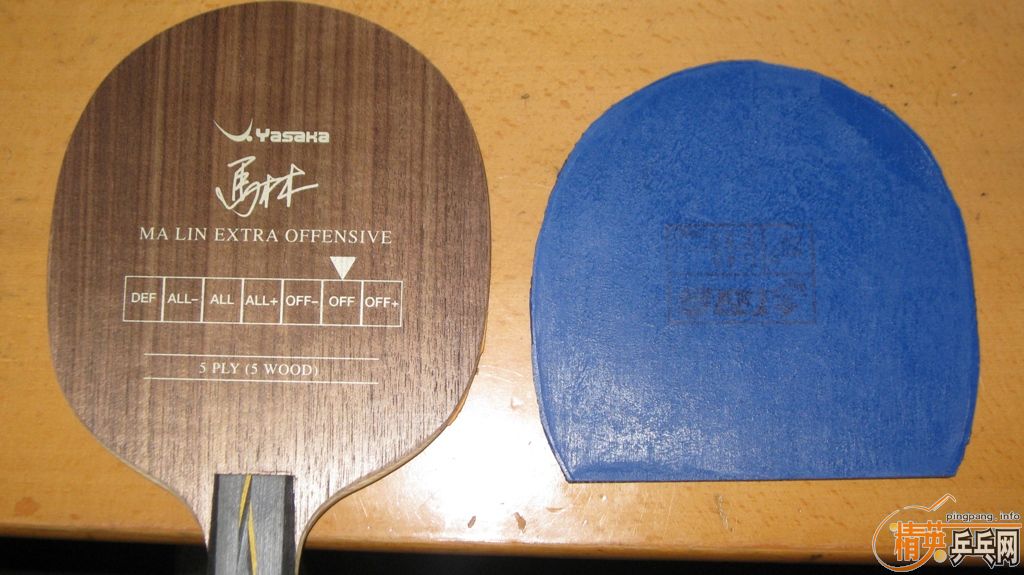 Yasaka
馬林
MA LIN EXTRA OFFENSIVE
DEF ALL- ALL ALL+ OFF- OFF OFF+
5 PLY (5 WOOD)
pingpang.info
精英乒乓网